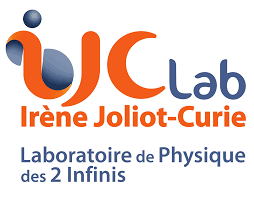 iJCLab
Irène Joliot-Curie
Laboratoire de Physique
des 2 Infinis